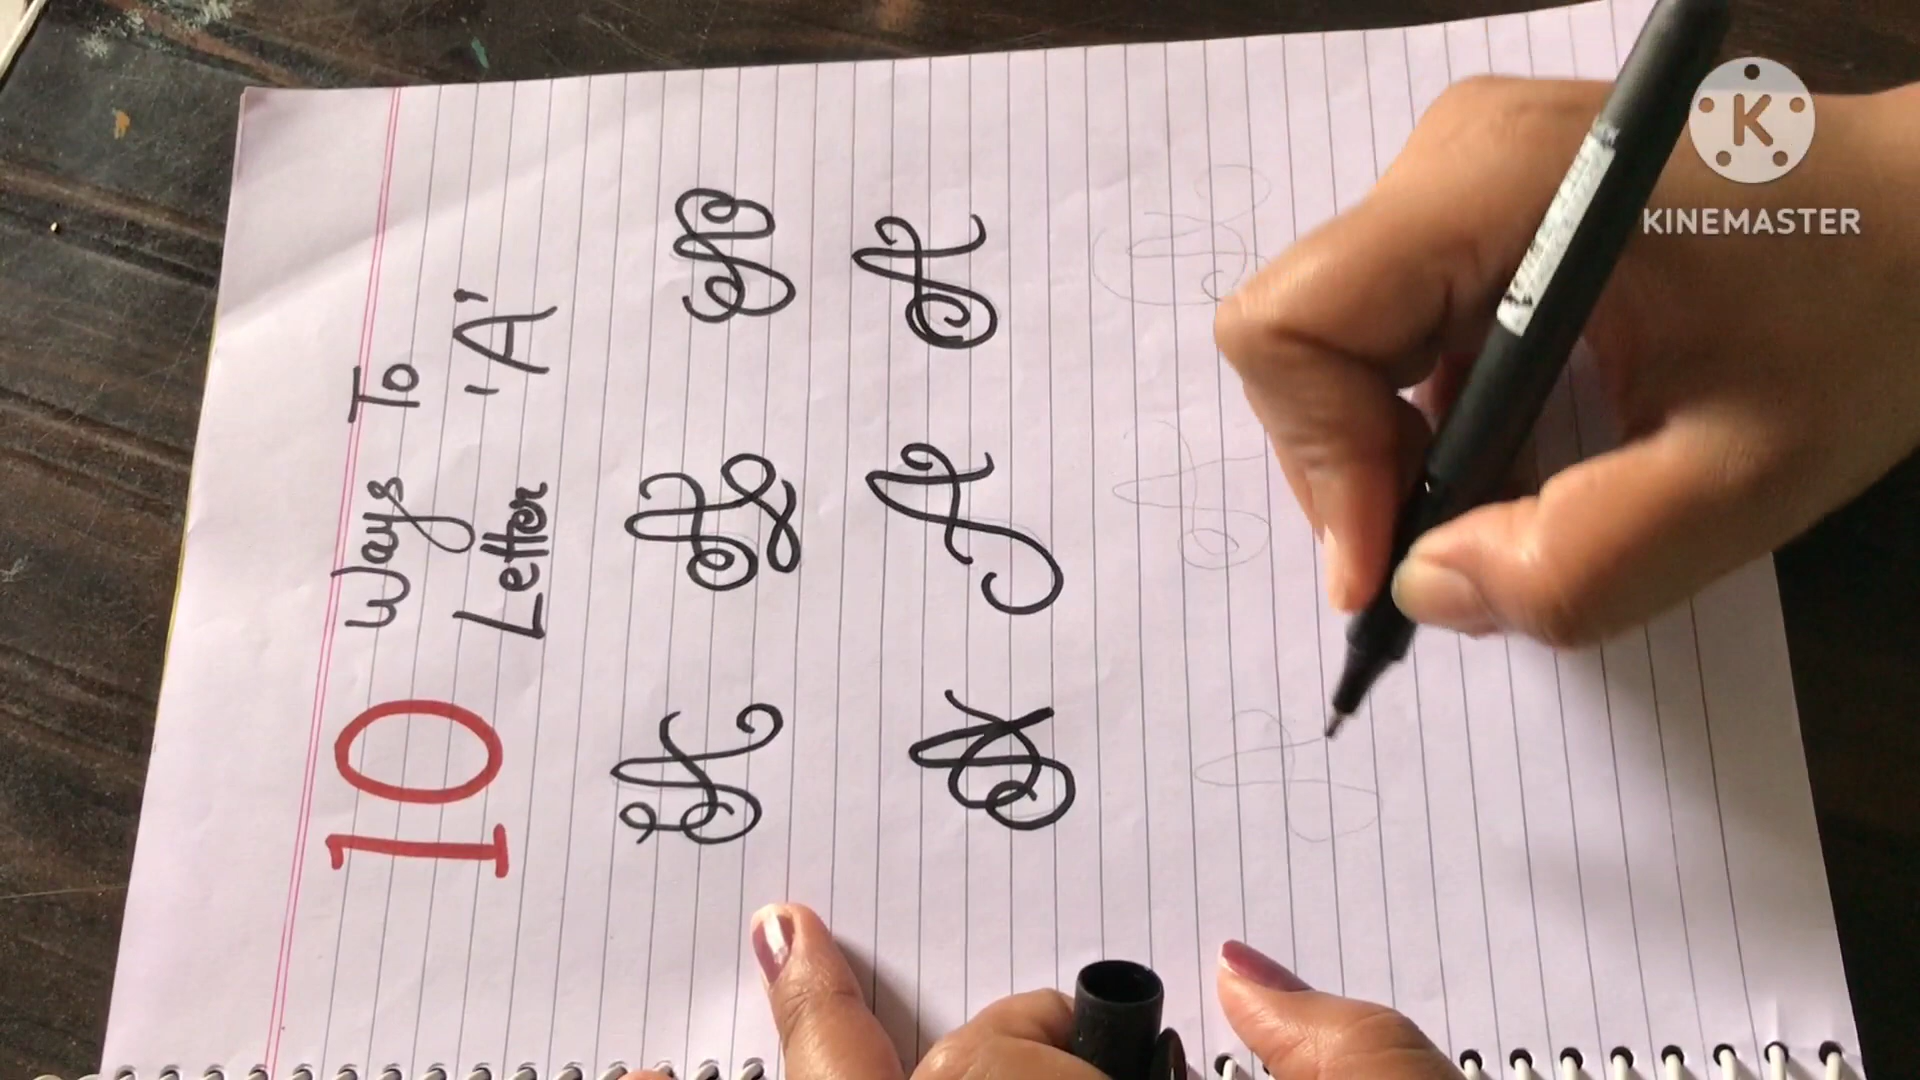 10 Ways To
Letter 'A'
A A A
A A A
K
KINEMASTER